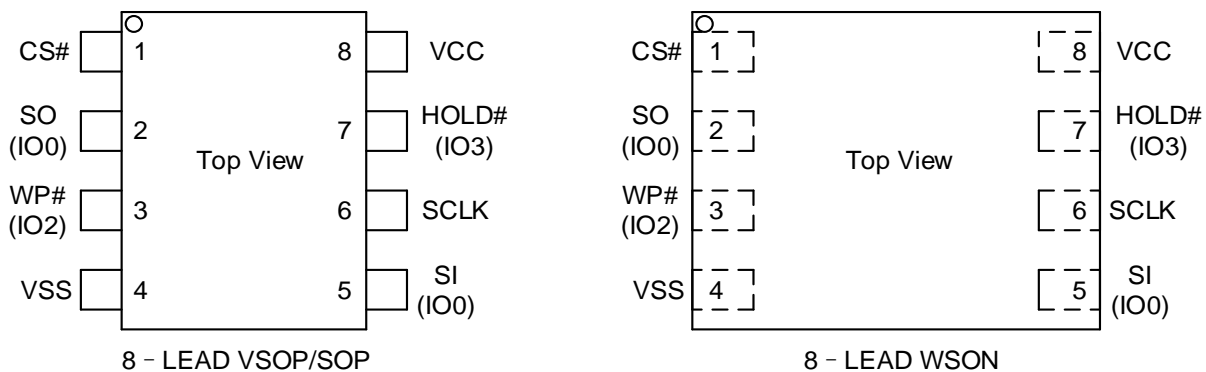 CS#
1
8
VCC
SO
(IO0)
2
7
HOLD#
(IO3)
Top View
WP#
(IO2)
3
6
SCLK
VSS
4
5
SI
(IO0)
8 – LEAD VSOP/SOP
CS#
1
8
VCC
SO
(IO0)
2
7
HOLD#
(IO3)
Top View
WP#
(IO2)
3
6
SCLK
VSS
4
5
SI
(IO0)
8 – LEAD WSON